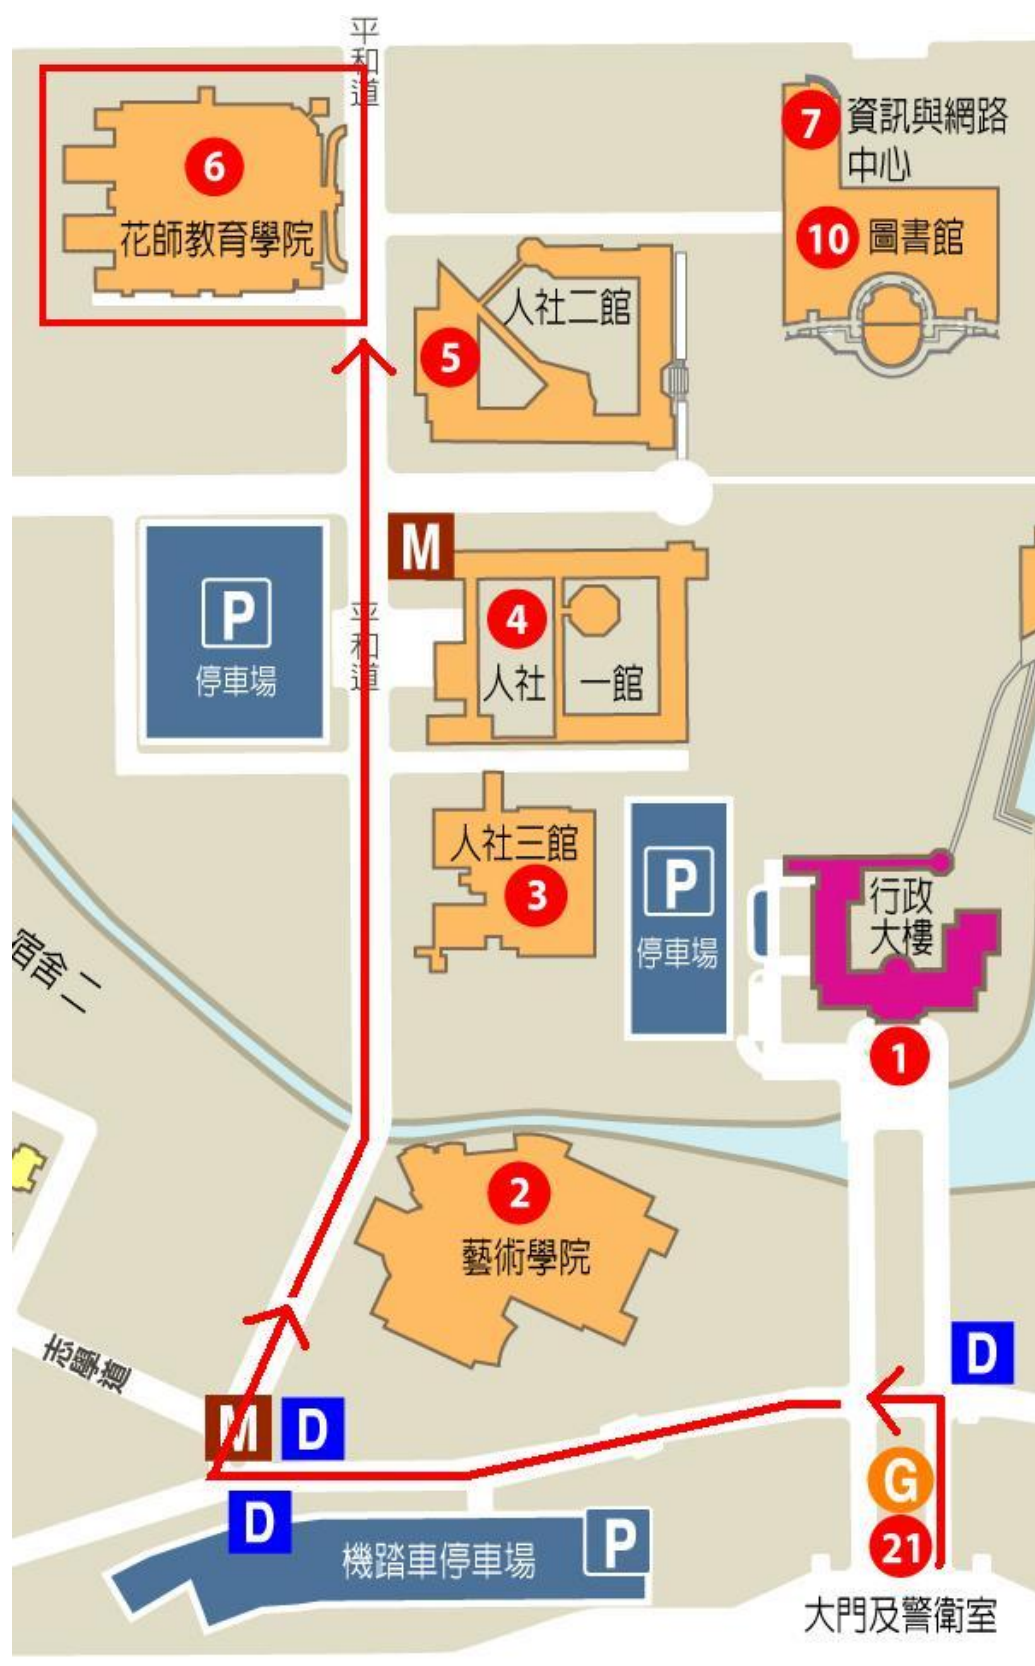 平和道
6
花師教育學院
7
資訊與網路
中心
10
圖書館
人社二館
5
M
P
停車場
平和道
4
人社 一館
人社三館
3
P
停車場
行政
大樓
1
宿舍二
2
藝術學院
志學道
M
D
D
D
G
21
機踏車停車場
P
大門及警衛室